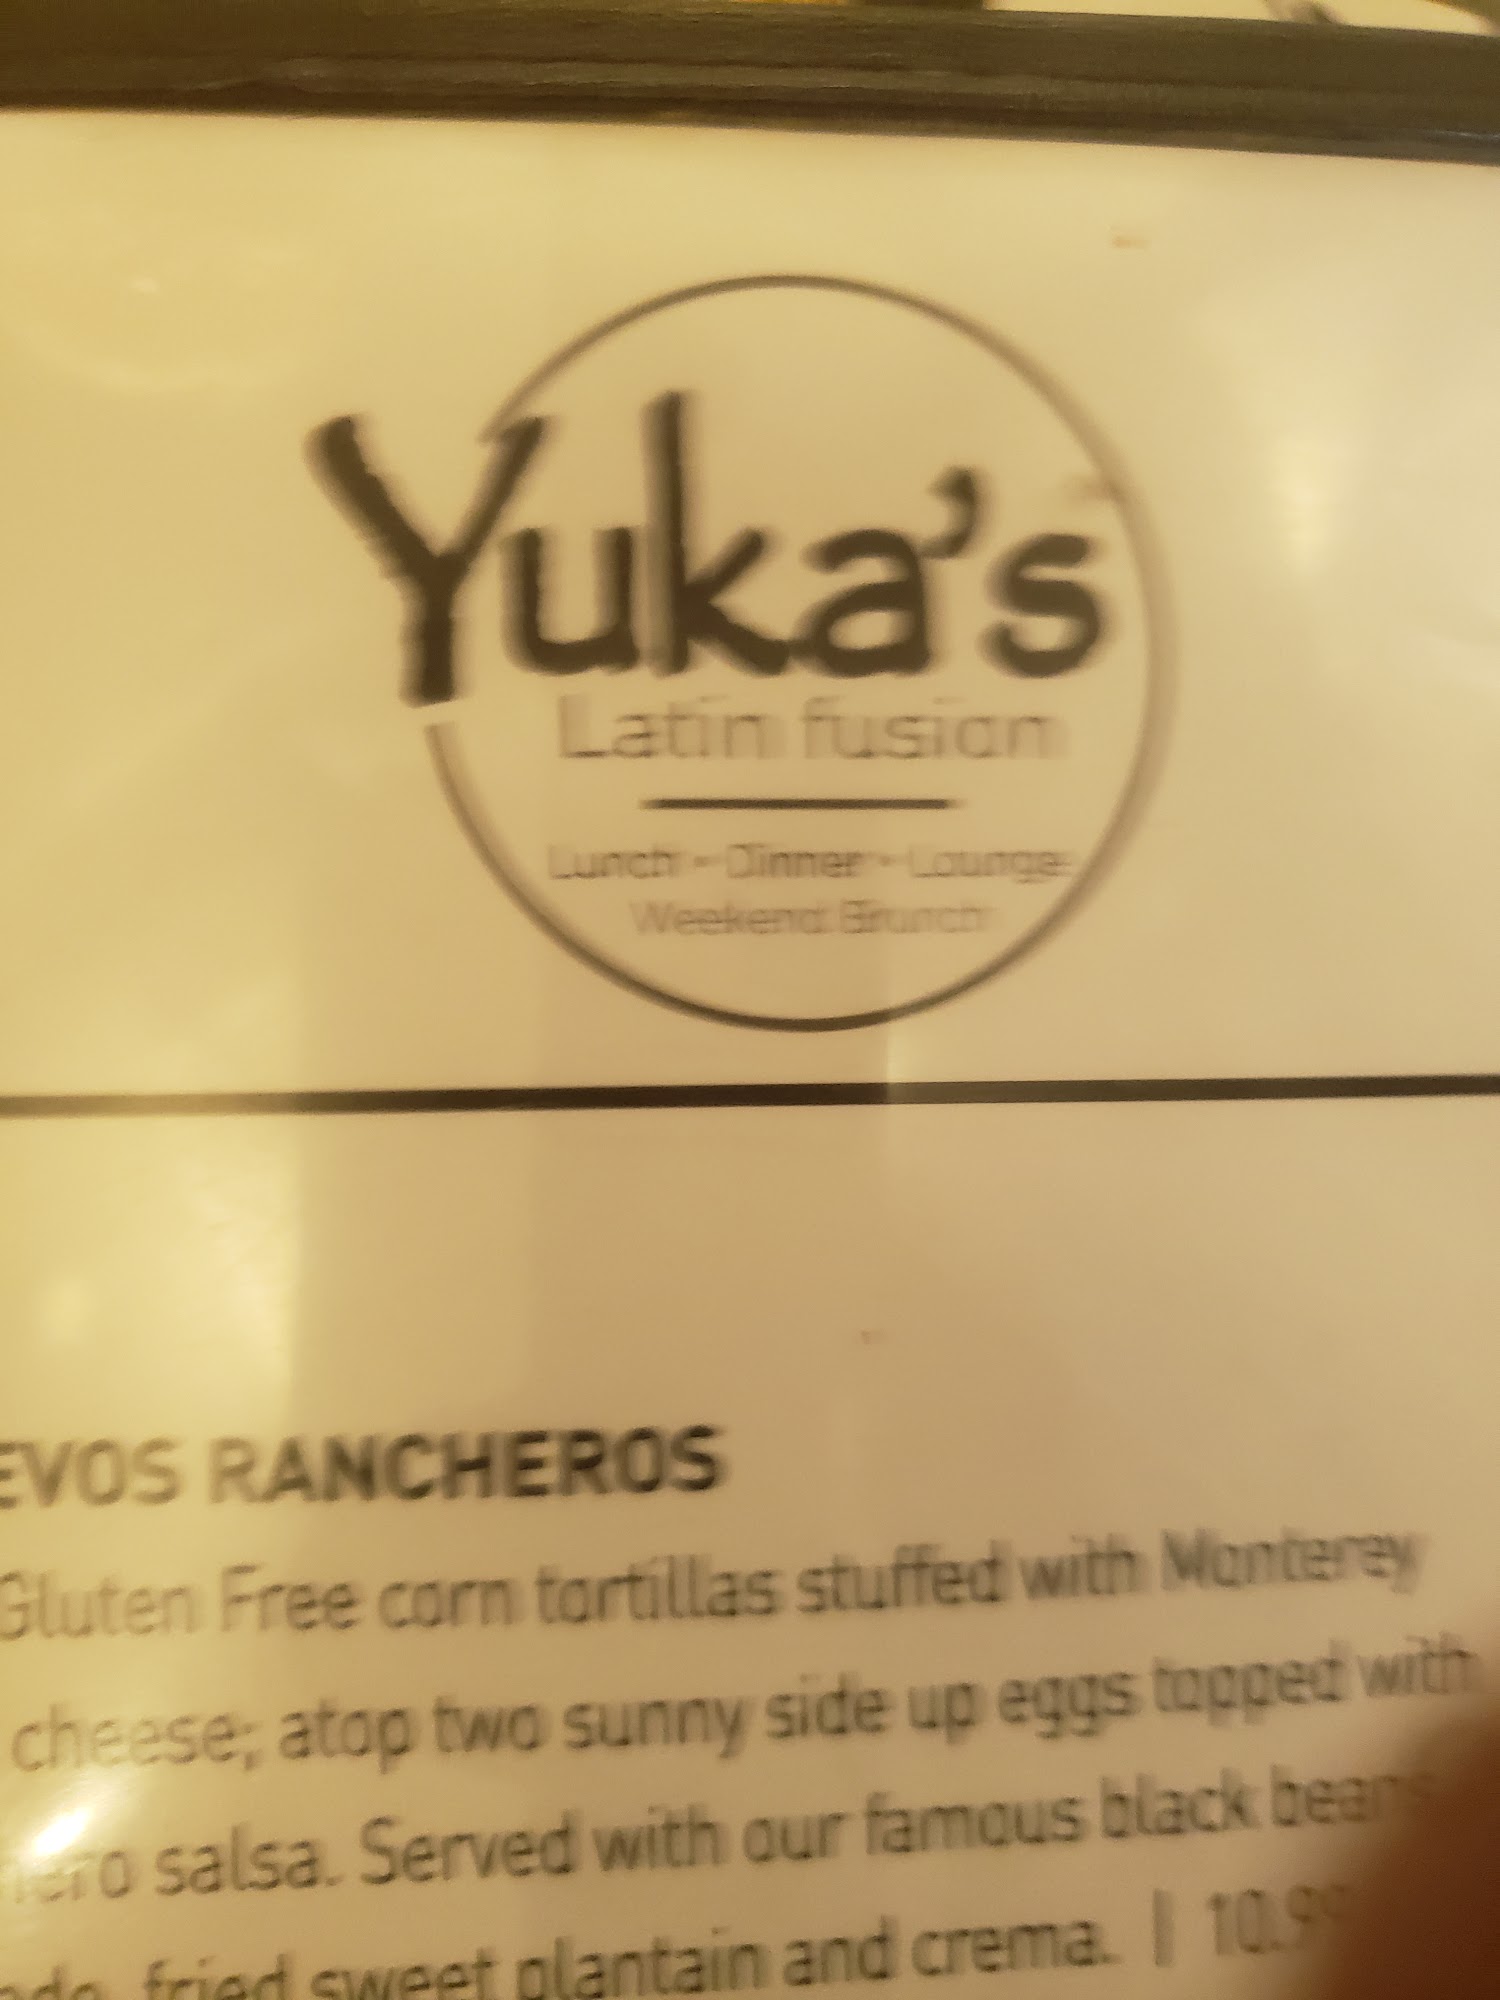 Yuka's
Latin fusion
Lunch - Dinner - Lounge
Weekend Brunch
EVOS RANCHEROS
Gluten Free corn tortillas stuffed with Monterey
cheese; atop two sunny side up eggs topped with
salsa. Served with our famous black beans
fried sweet plantain and crema. |